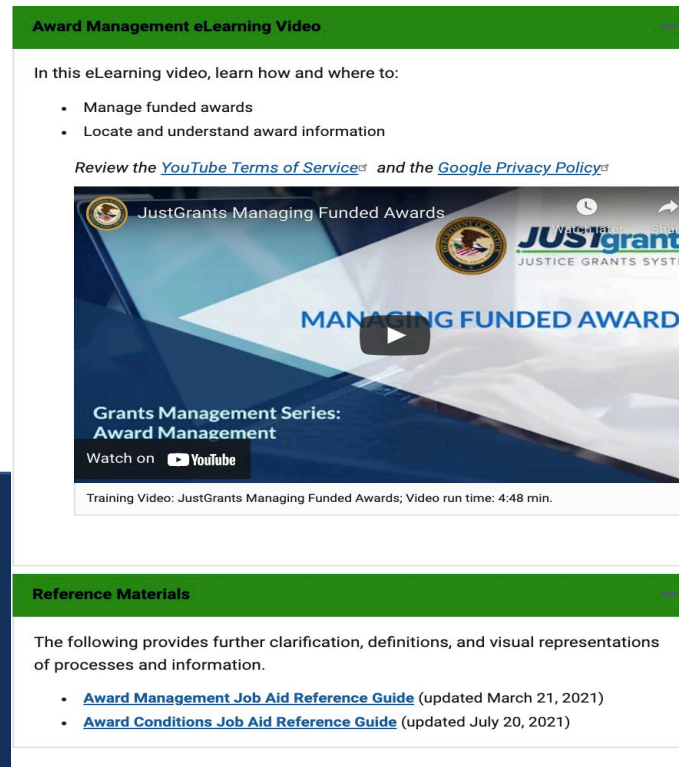 Award Management eLearning Video
In this eLearning video, learn how and where to:
• Manage funded awards
• Locate and understand award information
Review the YouTube Terms of Service and the Google Privacy Policy
JustGrants Managing Funded Awards
Watch later
JUSTgrant
JUSTICE GRANTS SYST
MANAGING FUNDED AWARD
Grants Management Series:
Award Management
Watch on YouTube
Training Video: JustGrants Managing Funded Awards; Video run time: 4:48 min.
Reference Materials
The following provides further clarification, definitions, and visual representations
of processes and information.
• Award Management Job Aid Reference Guide (updated March 21, 2021)
• Award Conditions Job Aid Reference Guide (updated July 20, 2021)